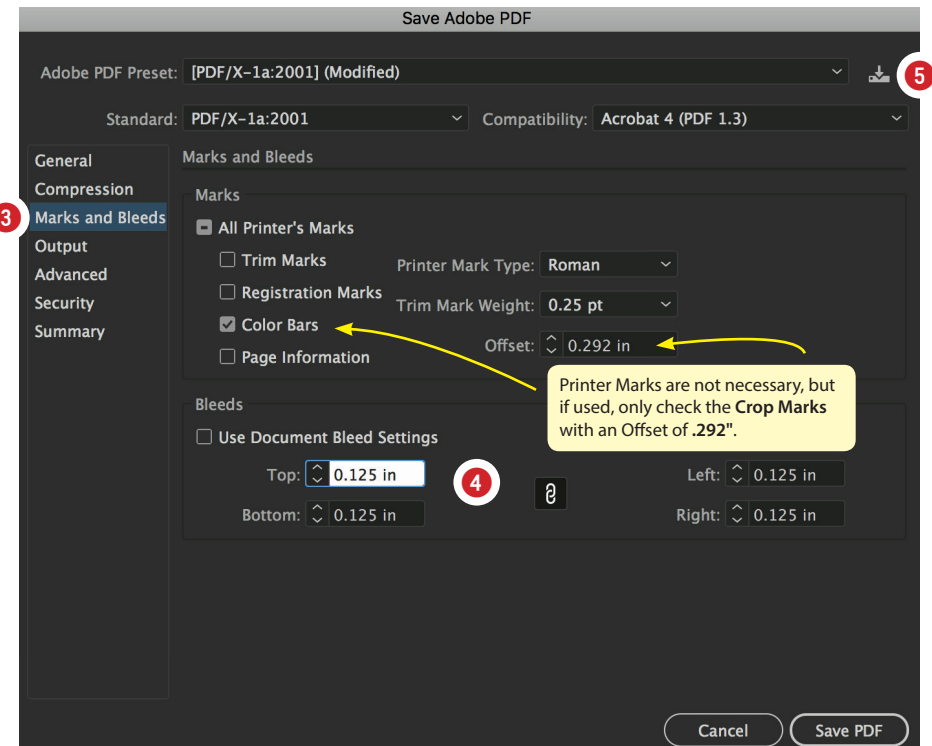 Save Adobe PDF
Adobe PDF Preset: [PDF/X-1a:2001] (Modified)
5
Standard: PDF/X-1a:2001 Compatibility: Acrobat 4 (PDF 1.3)
General
Compression
3 Marks and Bleeds
Output
Advanced
Security
Summary
Marks and Bleeds
Marks
All Printer's Marks
Trim Marks
Registration Marks
Color Bars
Page Information
Printer Mark Type: Roman
Trim Mark Weight: 0.25 pt
Offset: 0.292 in
Printer Marks are not necessary, but
if used, only check the Crop Marks
with an Offset of .292".
Bleeds
Use Document Bleed Settings
Top: 0.125 in 4 Left: 0.125 in
Bottom: 0.125 in Right: 0.125 in
Cancel Save PDF